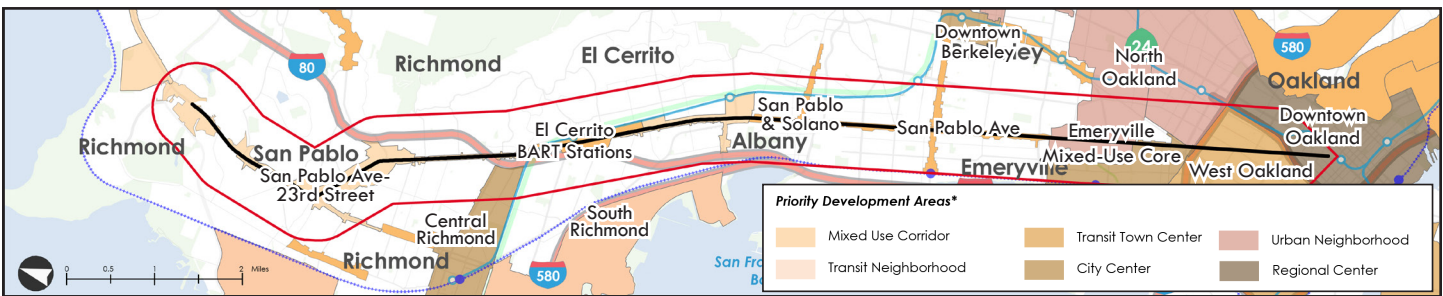 80
Richmond
El Cerrito
Downtown
Berkeley
24
North
Oakland
580
Oakland
Richmond
San Pablo
San Pablo Ave-
23rd Street
El Cerrito
BART Stations
San Pablo
& Solano
Albany
San Pablo Ave
Emeryville
Mixed-Use Core
Emeryville
Downtown
Oakland
West Oakland
Central
Richmond
South
Richmond
Richmond
580
San Fra
Ba
0 0.5 1 2 Miles
Priority Development Areas*
Mixed Use Corridor
Transit Town Center
Urban Neighborhood
Transit Neighborhood
City Center
Regional Center